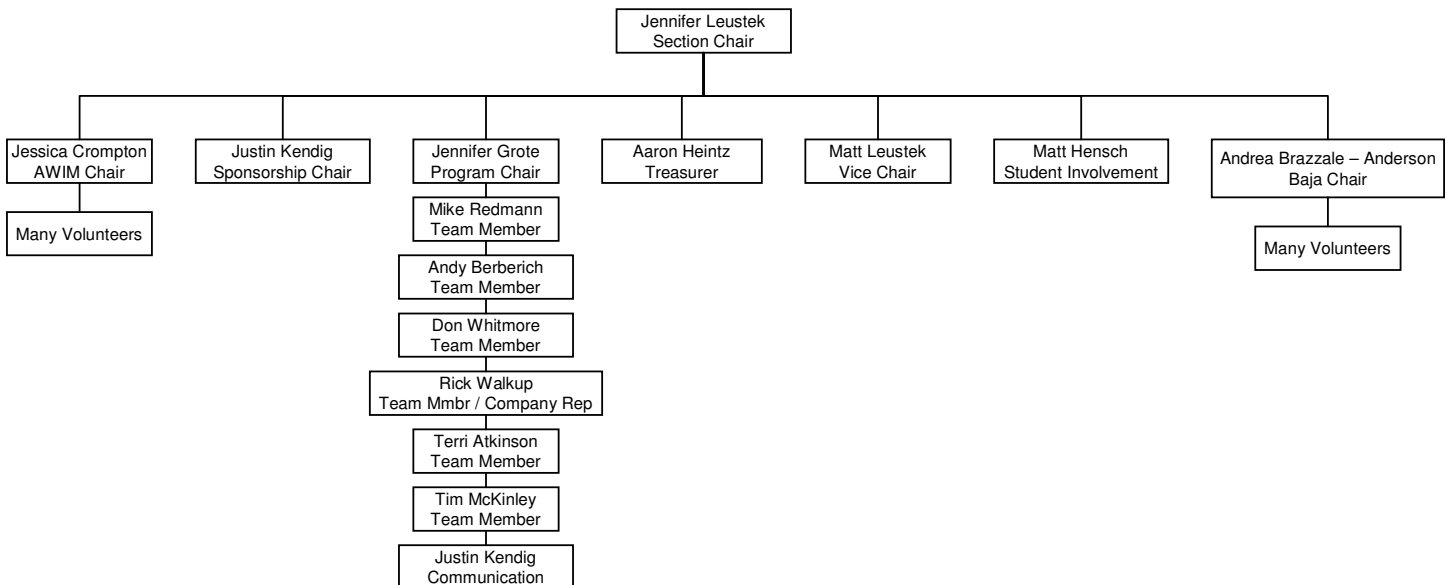 Jennifer Leustek
Section Chair
Jessica Crompton
AWIM Chair
Justin Kendig
Sponsorship Chair
Jennifer Grote
Program Chair
Aaron Heintz
Treasurer
Matt Leustek
Vice Chair
Matt Hensch
Student Involvement
Andrea Brazzale – Anderson
Baja Chair
Many Volunteers
Mike Redmann
Team Member
Many Volunteers
Andy Berberich
Team Member
Don Whitmore
Team Member
Rick Walkup
Team Mmbr / Company Rep
Terri Atkinson
Team Member
Tim McKinley
Team Member
Justin Kendig
Communication